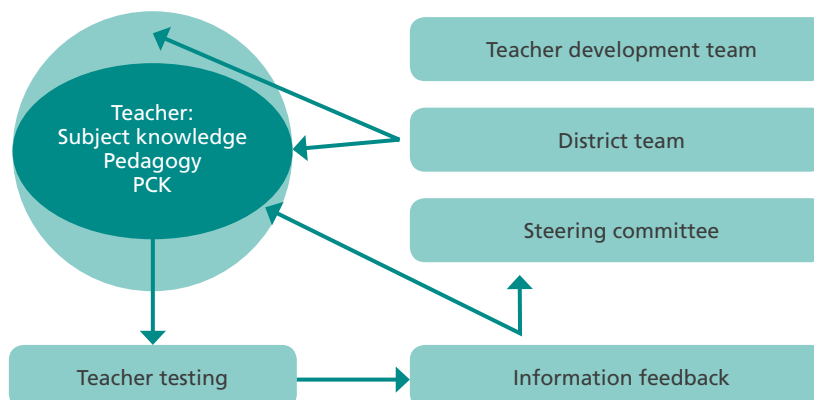 Teacher:
Subject knowledge
Pedagogy
PCK
Teacher development team
District team
Steering committee
Teacher testing
Information feedback